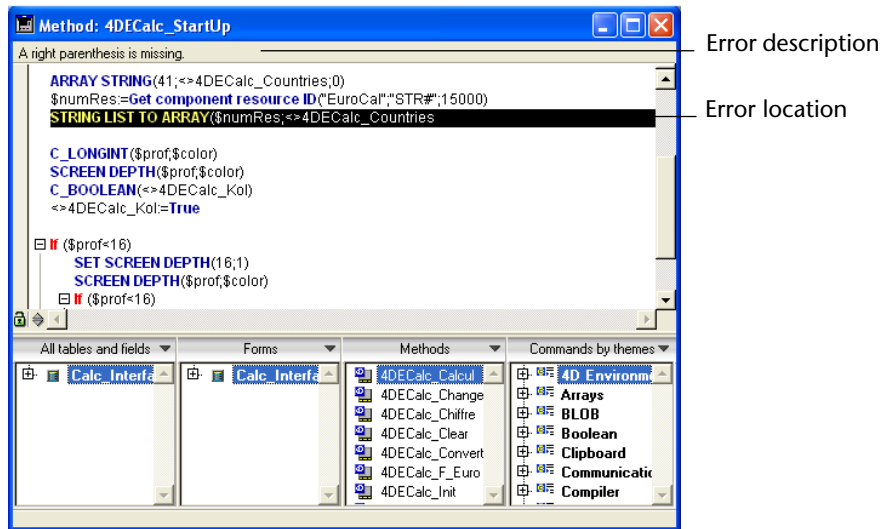 Method: 4DECalc_StartUp
A right parenthesis is missing.
Error description
ARRAY STRING(41;<>4DECalc_Countries;0)
$numRes:=Get component resource ID("EuroCal";"STR#";15000)
STRING LIST TO ARRAY($numRes;<>4DECalc_Countries
Error location
C_LONGINT($prof;$color)
SCREEN DEPTH($prof;$color)
C_BOOLEAN(<>4DECalc_Kol)
<>4DECalc_Kol:=True
If ($prof<16)
SET SCREEN DEPTH(16;1)
SCREEN DEPTH($prof;$color)
If ($prof<16)
All tables and fields
Forms
Methods
Commands by themes
Calc_Interfa
Calc_Interfa
4DECalc_Calcul
4DECalc_Change
4DECalc_Chiffre
4DECalc_Clear
4DECalc_Convert
4DECalc_F_Euro
4DECalc_Init
4D Environme
Arrays
BLOB
Boolean
Clipboard
Communicatic
Compiler